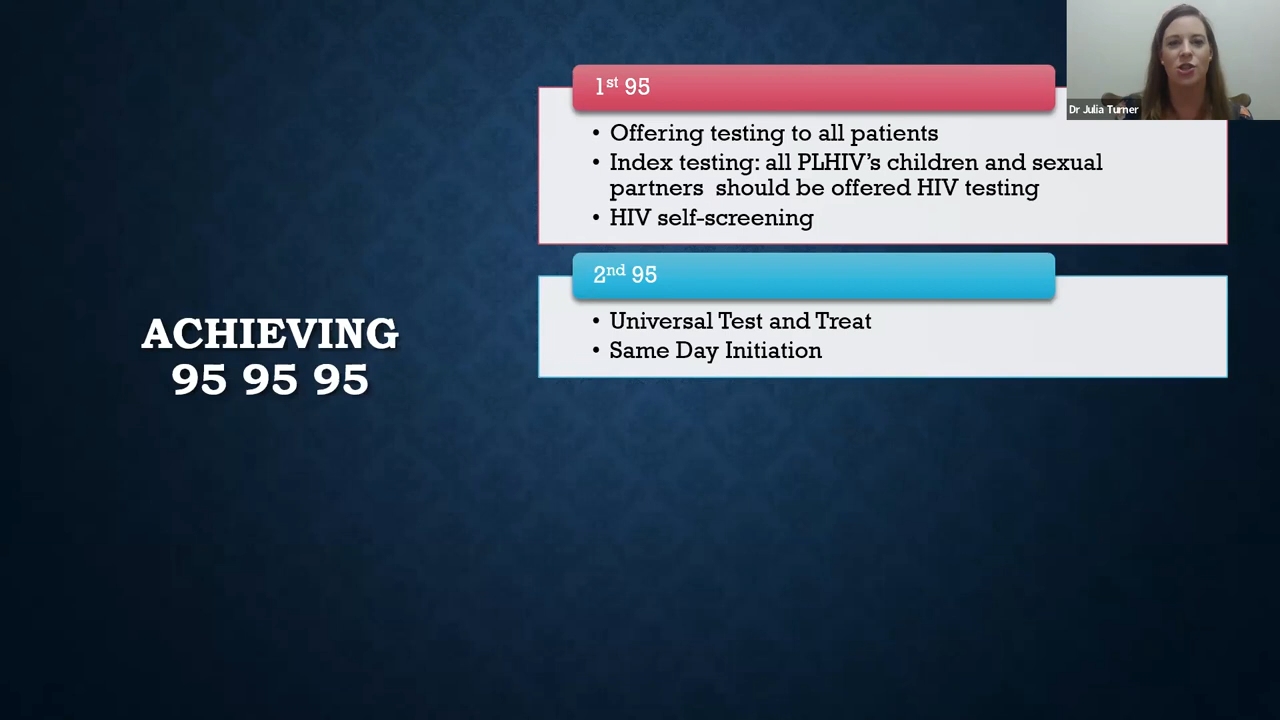 1st 95
• Offering testing to all patients
• Index testing: all PLHIV’s children and sexual
partners should be offered HIV testing
• HIV self-screening
2nd 95
• Universal Test and Treat
• Same Day Initiation
ACHIEVING
95 95 95
Dr Julia Turner